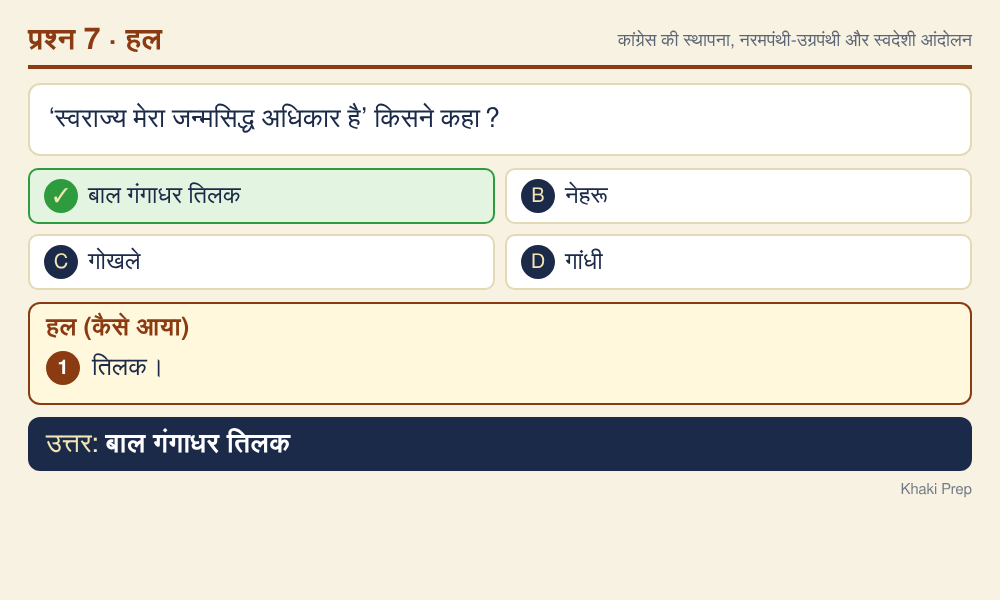 प्रश्न 7 · हल
कांग्रेस की स्थापना, नरमपंथी-उग्रपंथी और स्वदेशी आंदोलन
‘स्वराज्य मेरा जन्मसिद्ध अधिकार है’ किसने कहा ?
✓ बाल गंगाधर तिलक
B नेहरू
C गोखले
D गांधी
हल (कैसे आया)
1 तिलक।
उत्तर: बाल गंगाधर तिलक
Khaki Prep